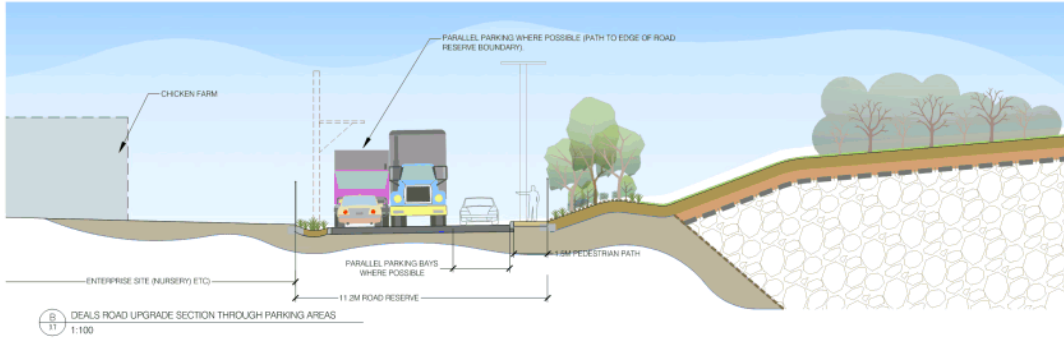 PARALLEL PARKING WHERE POSSIBLE (PATH TO EDGE OF ROAD
RESERVE BOUNDARY)
CHICKEN FARM
1.5M PEDESTRIAN PATH
PARALLEL PARKING BAYS
WHERE POSSIBLE
ENTERPRISE SITE (NURSERY) ETC)
11.2M ROAD RESERVE
B
11
DEALS ROAD UPGRADE SECTION THROUGH PARKING AREAS
1:100